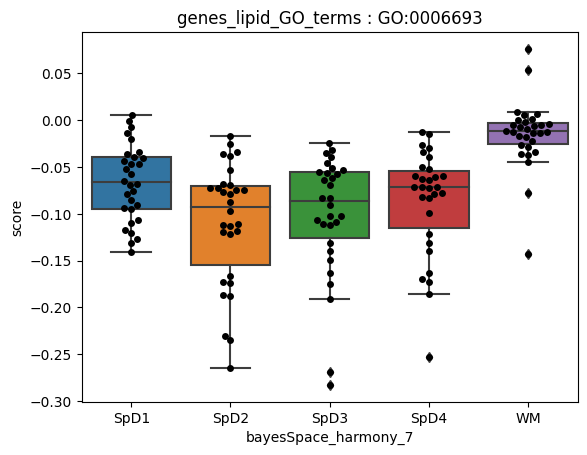 genes_lipid_GO_terms : GO:0006693
0.05
0.00
−0.05
−0.10
−0.15
−0.20
−0.25
−0.30
score
SpD1 SpD2 SpD3 SpD4 WM
bayesSpace_harmony_7